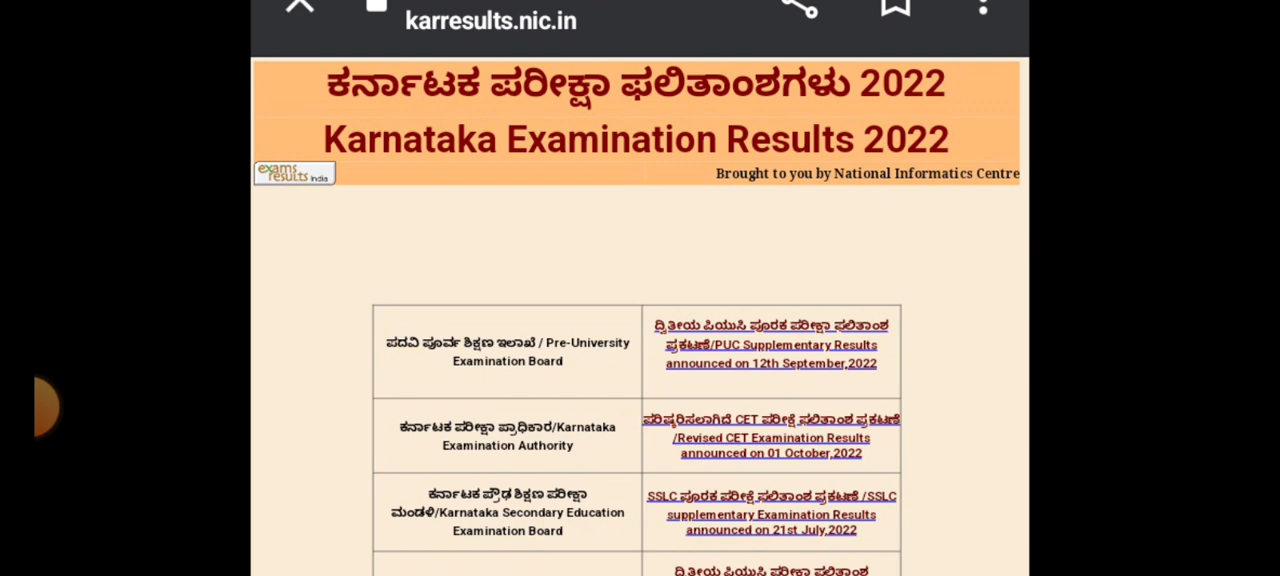 karresults.nic.in
ಕರ್ನಾಟಕ ಪರೀಕ್ಷಾ ಫಲಿತಾಂಶಗಳು 2022
Karnataka Examination Results 2022
exams
results India
Brought to you by National Informatics Centre
ಪದವಿ ಪೂರ್ವ ಶಿಕ್ಷಣ ಇಲಾಖೆ / Pre-University
Examination Board
ದ್ವಿತೀಯ ಪಿಯುಸಿ ಪೂರಕ ಪರೀಕ್ಷಾ ಫಲಿತಾಂಶ
ಪ್ರಕಟಣೆ/PUC Supplementary Results
announced on 12th September,2022
ಕರ್ನಾಟಕ ಪರೀಕ್ಷಾ ಪ್ರಾಧಿಕಾರ/Karnataka
Examination Authority
ಪರಿಷ್ಕರಿಸಲಾಗಿದೆ CET ಪರೀಕ್ಷೆ ಫಲಿತಾಂಶ ಪ್ರಕಟಣೆ
/Revised CET Examination Results
announced on 01 October,2022
ಕರ್ನಾಟಕ ಪ್ರೌಢ ಶಿಕ್ಷಣ ಪರೀಕ್ಷಾ
ಮಂಡಳಿ/Karnataka Secondary Education
Examination Board
SSLC ಪೂರಕ ಪರೀಕ್ಷೆ ಫಲಿತಾಂಶ ಪ್ರಕಟಣೆ /SSLC
supplementary Examination Results
announced on 21st July,2022
ದ್ವಿತೀಯ ಪಿಯುಸಿ ಪರೀಕ್ಷಾ ಫಲಿತಾಂಶ